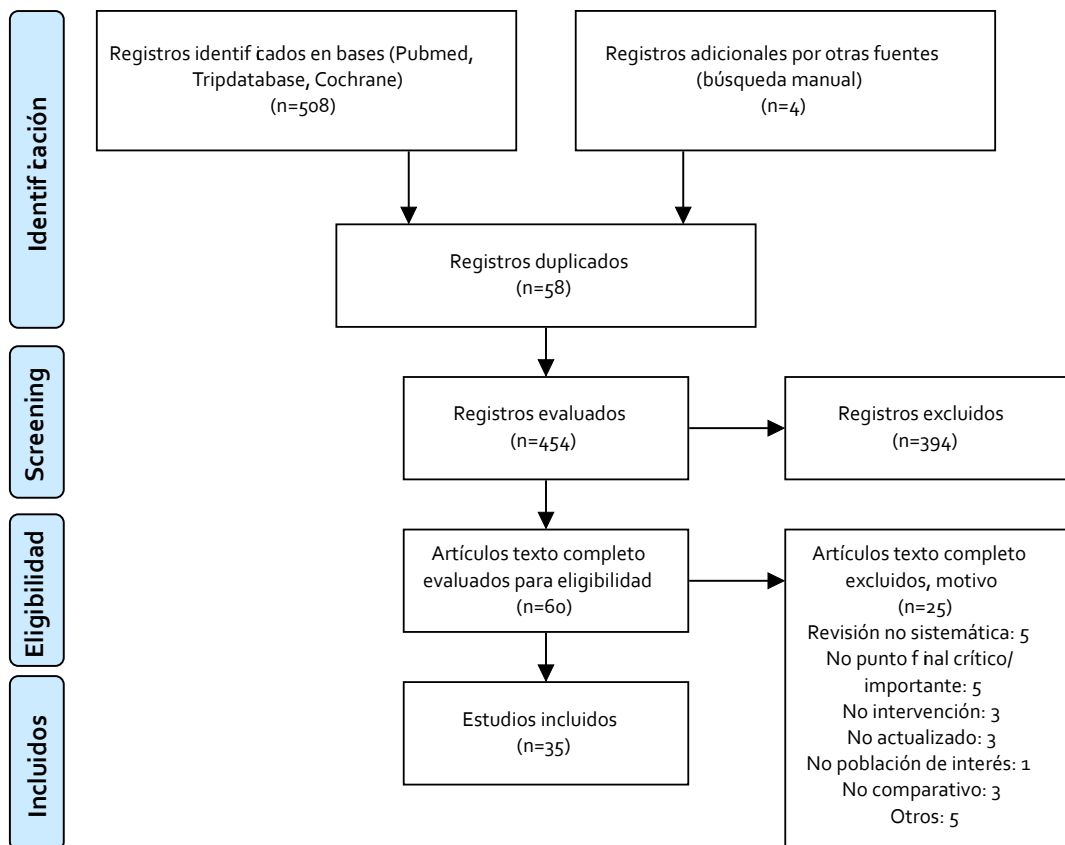 Identificación
Registros identificados en bases (Pubmed,
Tripdatabase, Cochrane)
(n=508)
Registros adicionales por otras fuentes
(búsqueda manual)
(n=4)
Registros duplicados
(n=58)
Screening
Registros evaluados
(n=454)
Registros excluidos
(n=394)
Eligibilidad
Artículos texto completo
evaluados para eligibilidad
(n=60)
Artículos texto completo
excluidos, motivo
(n=25)
Revisión no sistemática: 5
No punto final crítico/
importante: 5
No intervención: 3
No actualizado: 3
No población de interés: 1
No comparativo: 3
Otros: 5
Incluidos
Estudios incluidos
(n=35)